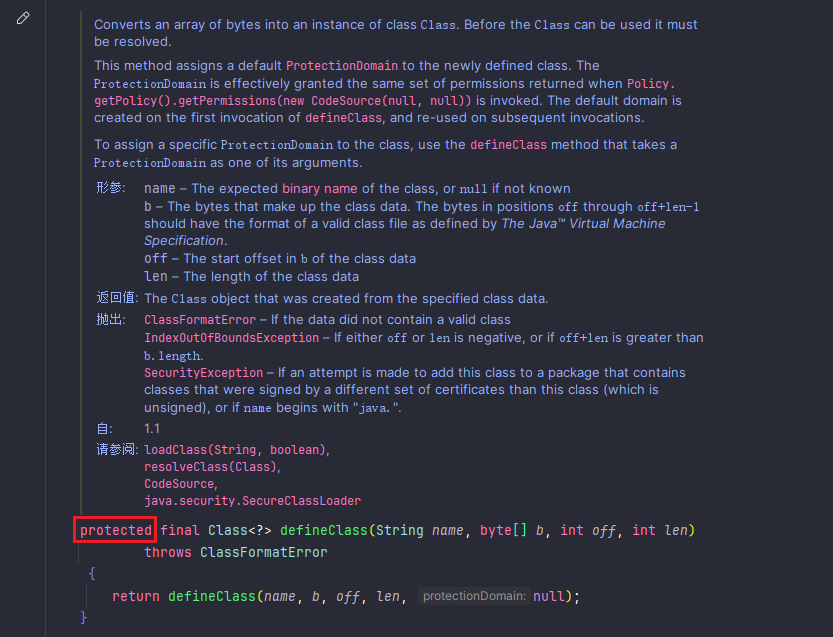 Converts an array of bytes into an instance of class Class. Before the Class can be used it must
be resolved.
This method assigns a default ProtectionDomain to the newly defined class. The
ProtectionDomain is effectively granted the same set of permissions returned when Policy.
getPolicy().getPermissions(new CodeSource(null, null)) is invoked. The default domain is
created on the first invocation of defineClass, and re-used on subsequent invocations.
To assign a specific ProtectionDomain to the class, use the defineClass method that takes a
ProtectionDomain as one of its arguments.
形参: name – The expected binary name of the class, or null if not known
b – The bytes that make up the class data. The bytes in positions off through off+len-1
should have the format of a valid class file as defined by The Java™ Virtual Machine
Specification.
off – The start offset in b of the class data
len – The length of the class data
返回值: The Class object that was created from the specified class data.
抛出: ClassFormatError – If the data did not contain a valid class
IndexOutOfBoundsException – If either off or len is negative, or if off+len is greater than
b.length.
SecurityException – If an attempt is made to add this class to a package that contains
classes that were signed by a different set of certificates than this class (which is
unsigned), or if name begins with "java.".
自: 1.1
请参阅: loadClass(String, boolean),
resolveClass(Class),
CodeSource,
java.security.SecureClassLoader
protected final Class<?> defineClass(String name, byte[] b, int off, int len)
throws ClassFormatError
{
return defineClass(name, b, off, len, protectionDomain: null);
}